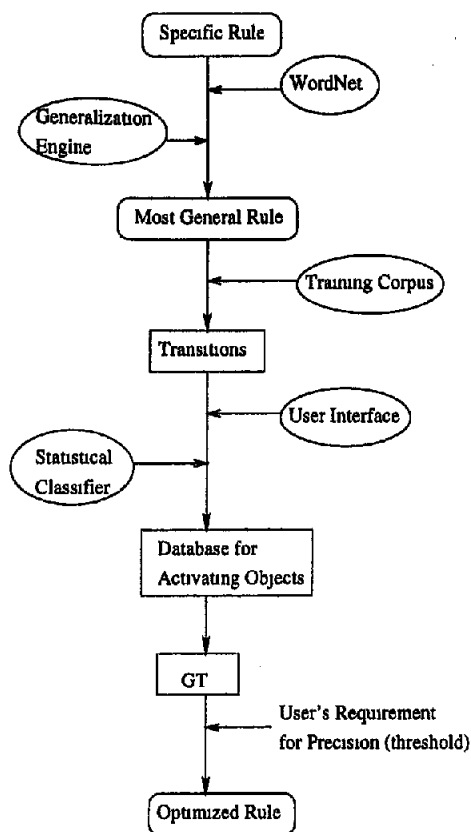 Specific Rule
WordNet
Generalization
Engine
Most General Rule
Training Corpus
Transitions
User Interface
Statistical
Classifier
Database for
Activating Objects
GT
User's Requirement
for Precision (threshold)
Optimized Rule